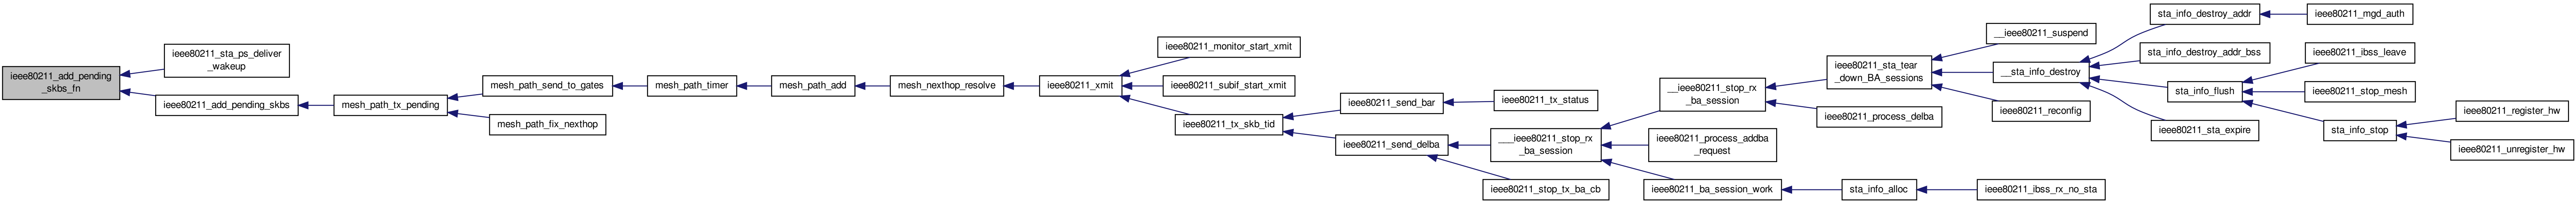 ieee80211_add_pending
_skbs_fn
ieee80211_sta_ps_deliver
_wakeup
ieee80211_add_pending_skbs
mesh_path_tx_pending
mesh_path_send_to_gates
mesh_path_fix_nexthop
mesh_path_timer
mesh_path_add
mesh_nexthop_resolve
ieee80211_xmit
ieee80211_monitor_start_xmit
ieee80211_subif_start_xmit
ieee80211_tx_skb_tid
ieee80211_send_bar
ieee80211_tx_status
ieee80211_send_delba
___ieee80211_stop_rx
_ba_session
ieee80211_stop_tx_ba_cb
__ieee80211_stop_rx
_ba_session
ieee80211_process_addba
_request
ieee80211_ba_session_work
ieee80211_sta_tear
_down_BA_sessions
ieee80211_process_delba
sta_info_alloc
ieee80211_ibss_rx_no_sta
__ieee80211_suspend
__sta_info_destroy
ieee80211_reconfig
sta_info_destroy_addr
ieee80211_mgd_auth
sta_info_destroy_addr_bss
sta_info_flush
ieee80211_sta_expire
ieee80211_ibss_leave
ieee80211_stop_mesh
sta_info_stop
ieee80211_register_hw
ieee80211_unregister_hw